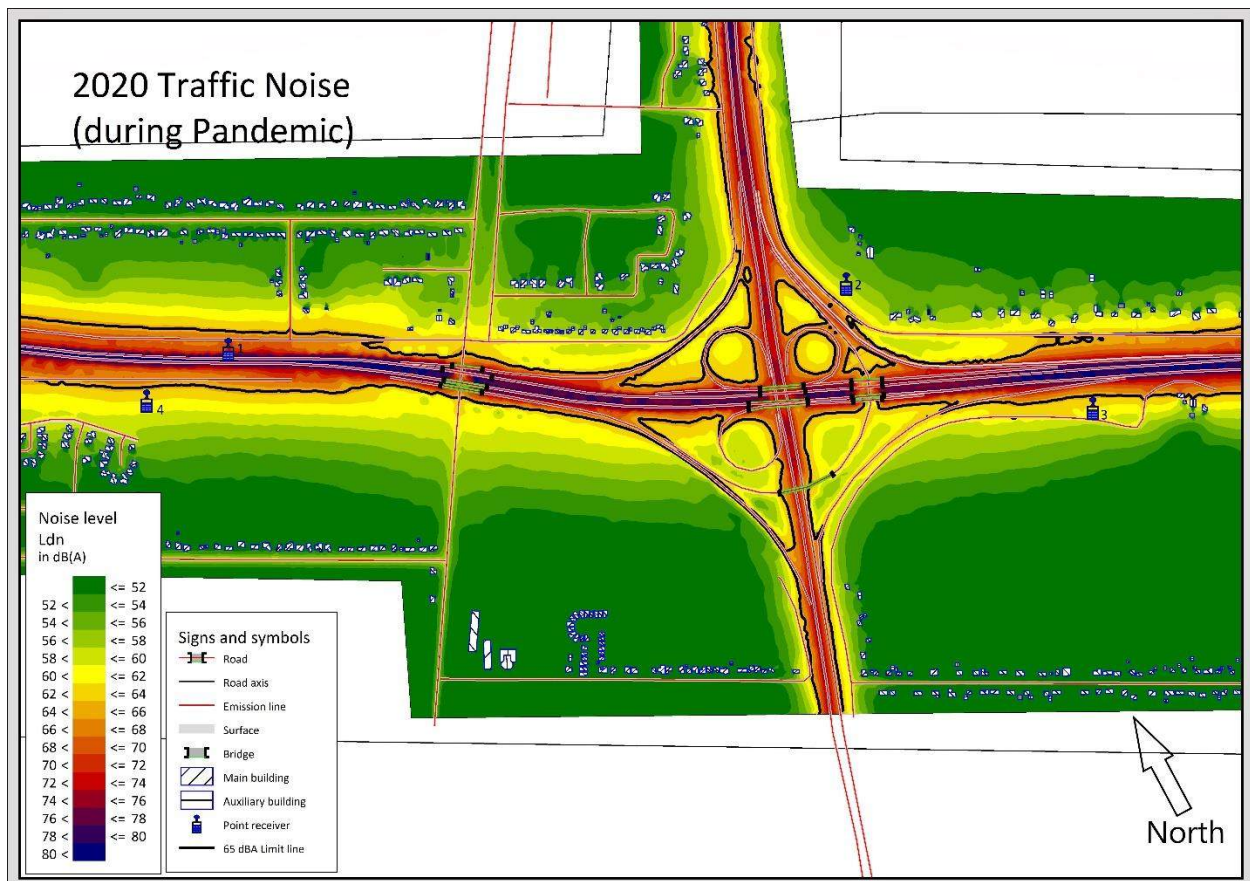 2020 Traffic Noise
(during Pandemic)
2
1
4
3
Noise level
Ldn
in dB(A)
<= 52
52 < <= 54
54 < <= 56
56 < <= 58
58 < <= 60
60 < <= 62
62 < <= 64
64 < <= 66
66 < <= 68
68 < <= 70
70 < <= 72
72 < <= 74
74 < <= 76
76 < <= 78
78 < <= 80
80 <
Signs and symbols
Road
Road axis
Emission line
Surface
Bridge
Main building
Auxiliary building
Point receiver
65 dBA Limit line
North